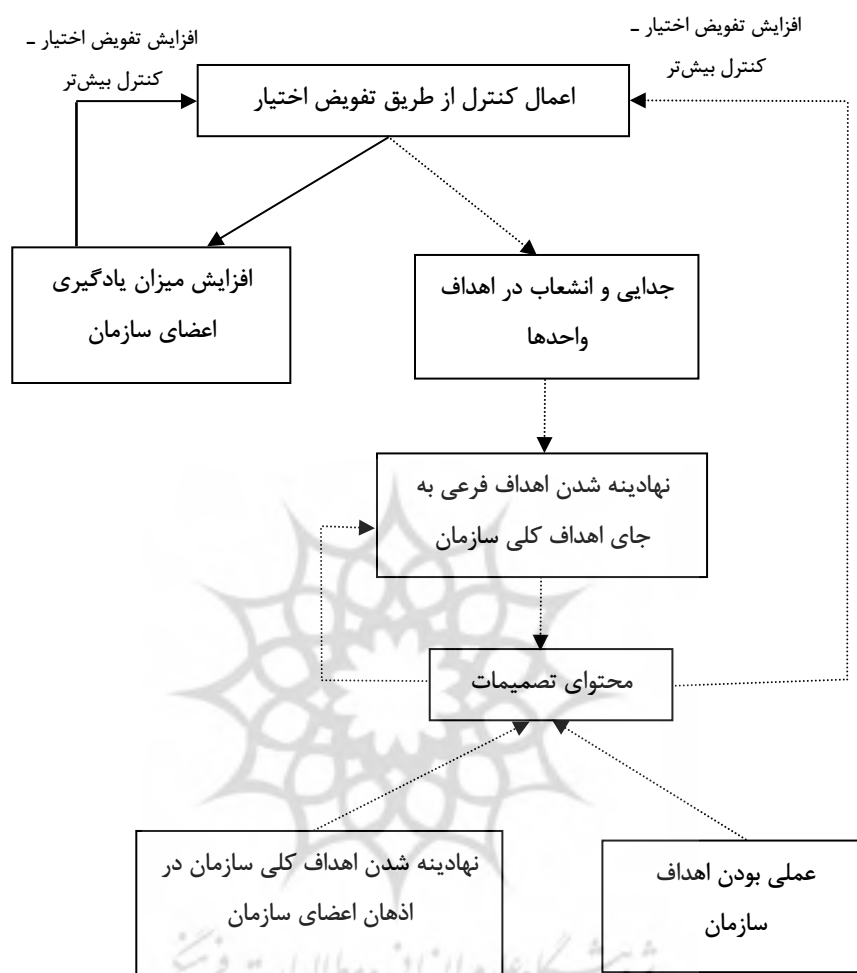 افزایش تفویض اختیار ـ
کنترل بیش‌تر
افزایش تفویض اختیار ـ
کنترل بیش‌تر
اعمال کنترل از طریق تفویض اختیار
جدایی و انشعاب در اهداف
واحدها
افزایش میزان یادگیری
اعضای سازمان
نهادینه شدن اهداف فرعی به
جای اهداف کلی سازمان
محتوای تصمیمات
عملی بودن اهداف
سازمان
نهادینه شدن اهداف کلی سازمان در
اذهان اعضای سازمان